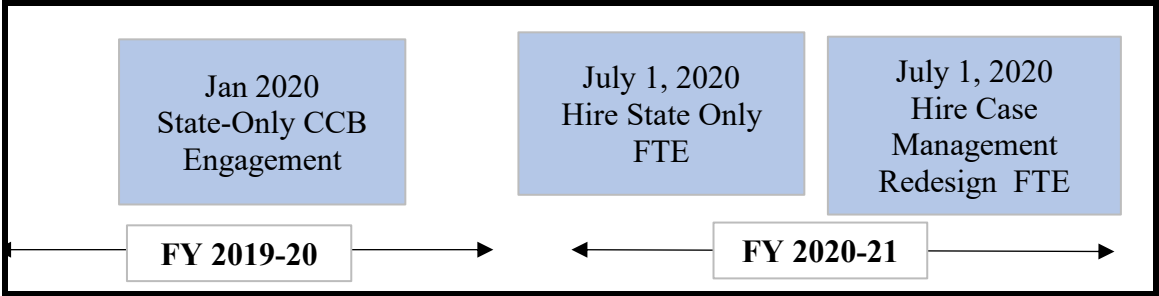 Jan 2020
State-Only CCB
Engagement
July 1, 2020
Hire State Only
FTE
July 1, 2020
Hire Case
Management
Redesign FTE
FY 2019-20
FY 2020-21